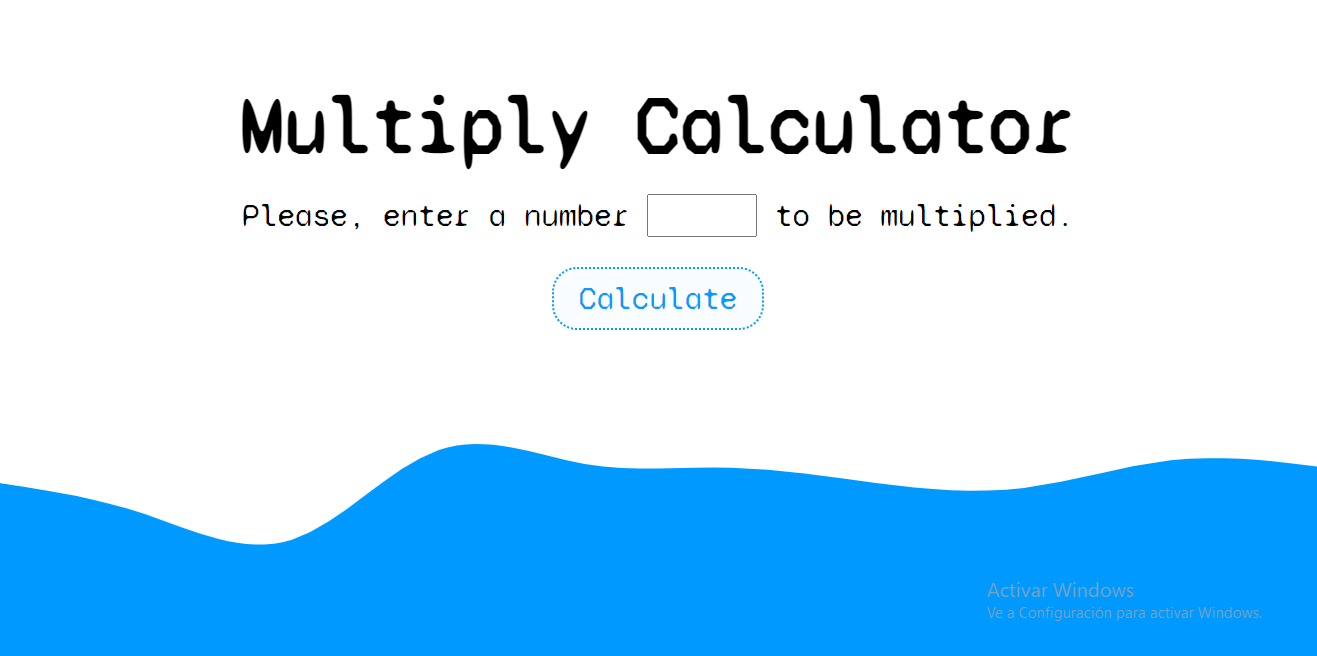 Multiply Calculator
Please, enter a number to be multiplied.
Calculate
Activar Windows
Ve a Configuración para activar Windows.